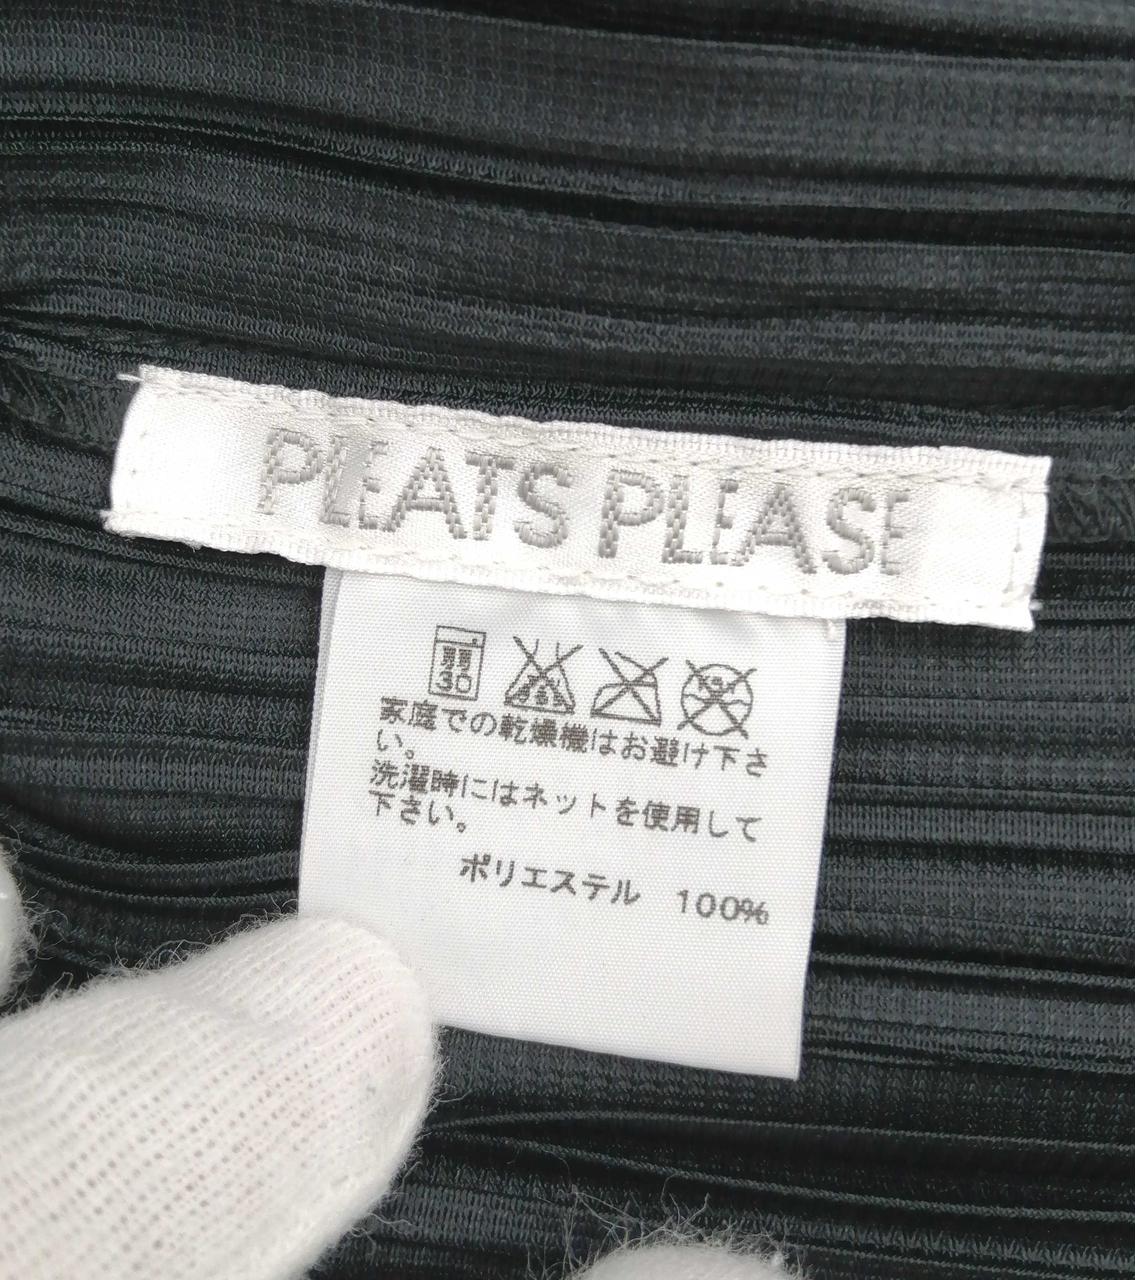 PLEATS PLEASE
弱
30
家庭での乾燥機はお避け下さ
い。
洗濯時にはネットを使用して
下さい。
ポリエステル 100%